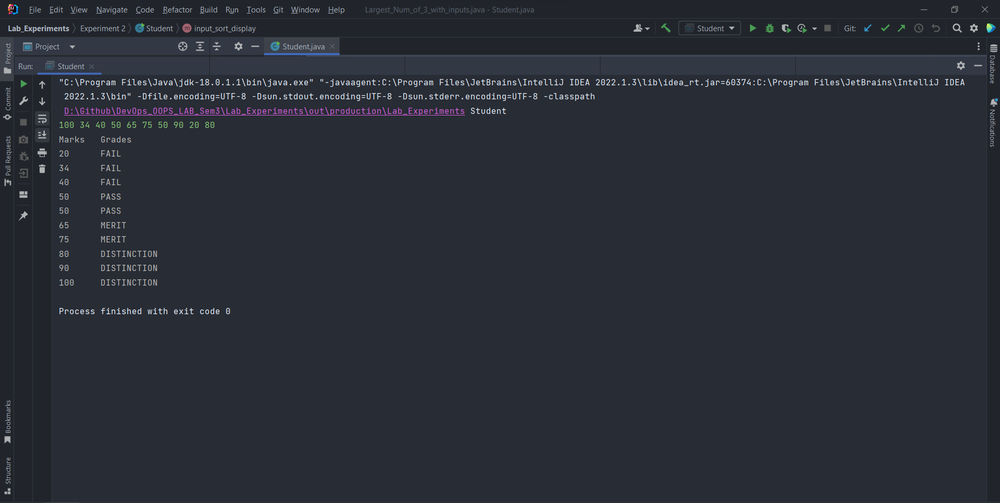 File Edit View Navigate Code Refactor Build Run Tools Git Window Help Largest_Num_of_3_with_inputs.java - Student.java
Lab_Experiments Experiment 2 Student input_sort_display Student Git:
Project Student.java
Run: Student
"C:\Program Files\Java\jdk-18.0.1.1\bin\java.exe" "-javaagent:C:\Program Files\JetBrains\IntelliJ IDEA 2022.1.3\lib\idea_rt.jar=60374:C:\Program Files\JetBrains\IntelliJ IDEA
2022.1.3\bin" -Dfile.encoding=UTF-8 -Dsun.stdout.encoding=UTF-8 -Dsun.stderr.encoding=UTF-8 -classpath
D:\Github\DevOps_OOPS_LAB_Sem3\Lab_Experiments\out\production\Lab_Experiments Student
100 34 40 50 65 75 50 90 20 80
Marks Grades
20 FAIL
34 FAIL
40 FAIL
50 PASS
50 PASS
65 MERIT
75 MERIT
80 DISTINCTION
90 DISTINCTION
100 DISTINCTION
Process finished with exit code 0
Project
Commit
Pull Requests
Bookmarks
Structure
Database
Notifications